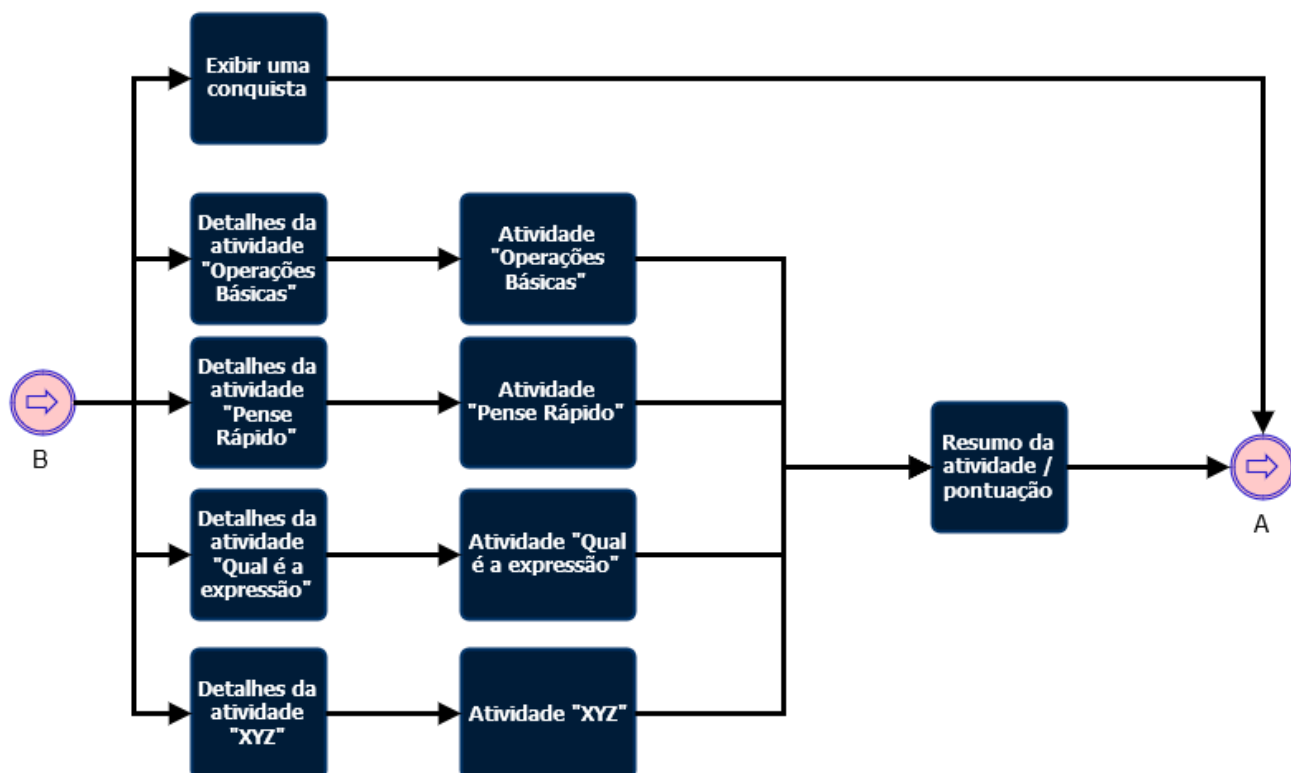 Exibir uma
conquista
Detalhes da
atividade
"Operações
Básicas"
Atividade
"Operações
Básicas"
Detalhes da
atividade
"Pense
Rápido"
Atividade
"Pense Rápido"
B
Resumo da
atividade /
pontuação
A
Detalhes da
atividade
"Qual é a
expressão"
Atividade "Qual
é a expressão"
Detalhes da
atividade
"XYZ"
Atividade "XYZ"